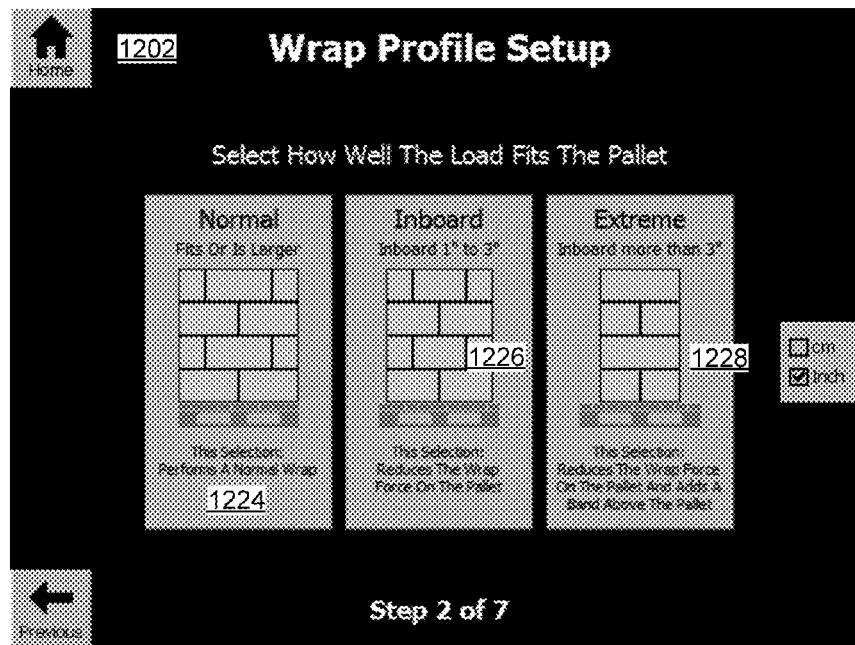 Home
1202
Wrap Profile Setup
Select How Well The Load Fits The Pallet
Normal
Fits Or Is Larger
This Selection:
Performs A Normal Wrap
1224
Inboard
Inboard 1" to 3"
1226
This Selection:
Reduces The Wrap
Force On The Pallet
Extreme
Inboard more than 3"
1228
This Selection:
Reduces The Wrap Force
On The Pallet And Adds A
Band Above The Pallet
cm
Inch
Previous
Step 2 of 7